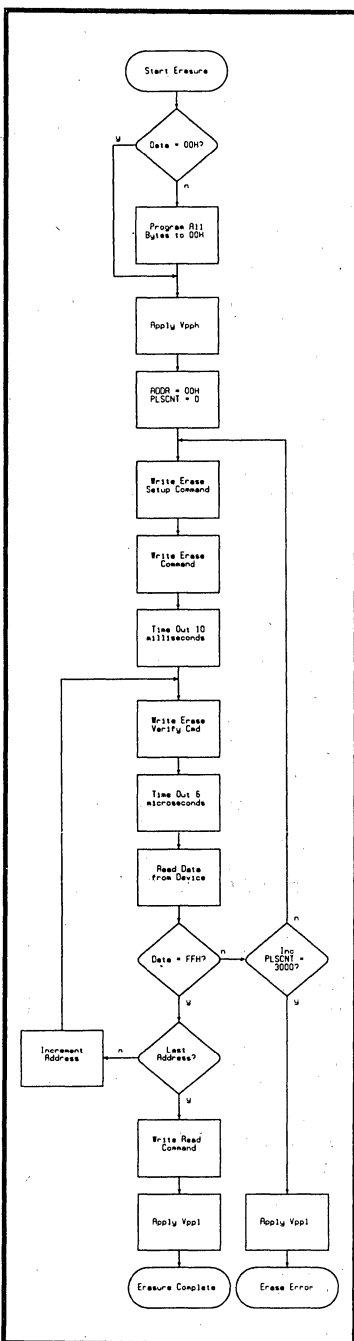 Start Erasure
y
Data = 00H?
n
Program All
Bytes to 00H
Apply Vpph
ADDR = 00H
PLSCNT = 0
Write Erase
Setup Command
Write Erase
Command
Time Out 10
milliseconds
Write Erase
Verify Cmd
Time Out 6
microseconds
Read Data
from Device
n
Data = FFH?
n
Inc
PLSCNT =
3000?
y
y
Increment
Address
n
Last
Address?
y
Write Read
Command
Apply Vppl
Apply Vppl
Erasure Complete
Erase Error